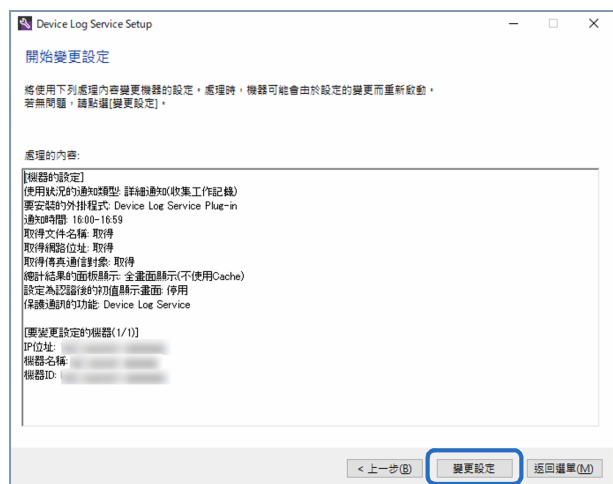 Device Log Service Setup
開始變更設定
將使用下列處理內容變更機器的設定。處理時，機器可能會由於設定的變更而重新啟動。
若無問題，請點選[變更設定]。
處理的內容:
[機器的設定]
使用狀況的通知類型: 詳細通知(收集工作記錄)
要安裝的外掛程式: Device Log Service Plug-in
通知時間: 16:00-16:59
取得文件名稱: 取得
取得網路位址: 取得
取得傳真通信對象: 取得
總計結果的面板顯示: 全畫面顯示(不使用Cache)
設定為認證後的初值顯示畫面: 停用
保護通訊的功能: Device Log Service
[要變更設定的機器(1/1)]
IP位址:
機器名稱:
機器ID:
< 上一步(B)
變更設定
返回選單(M)